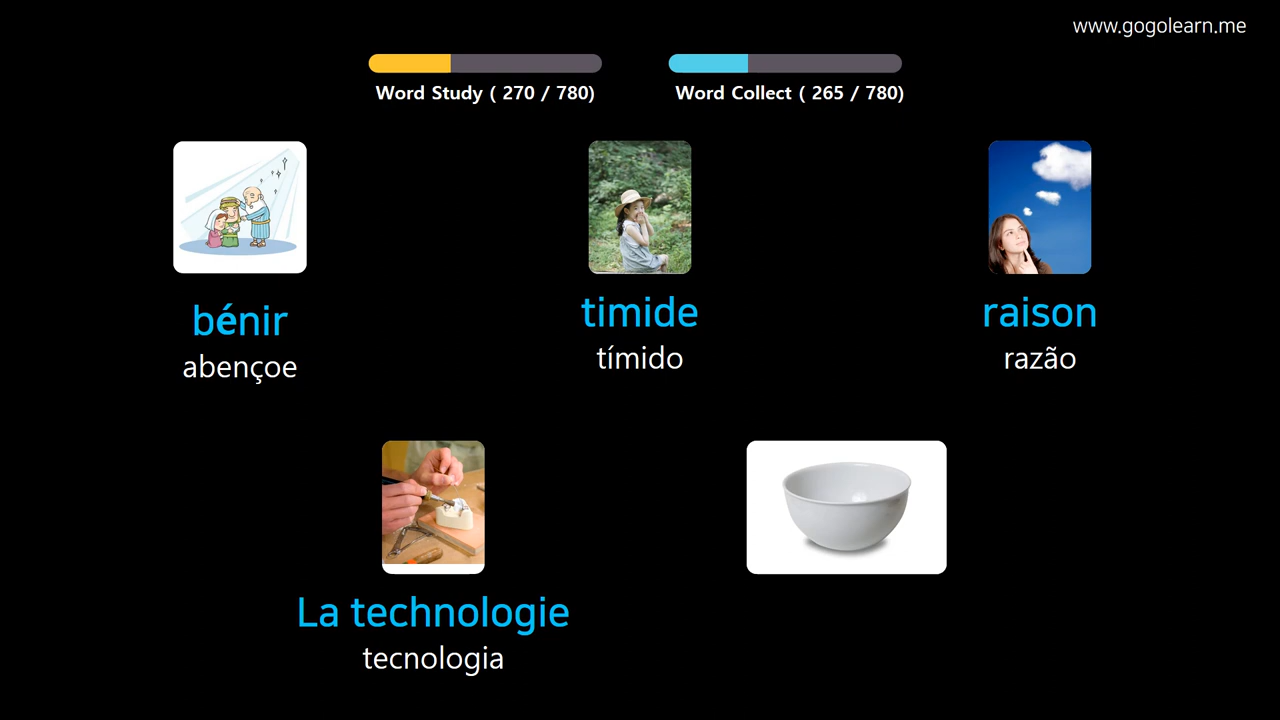 www.gogolearn.me
Word Study ( 270 / 780)
Word Collect ( 265 / 780)
bénir
abençoe
timide
tímido
raison
razão
La technologie
tecnologia